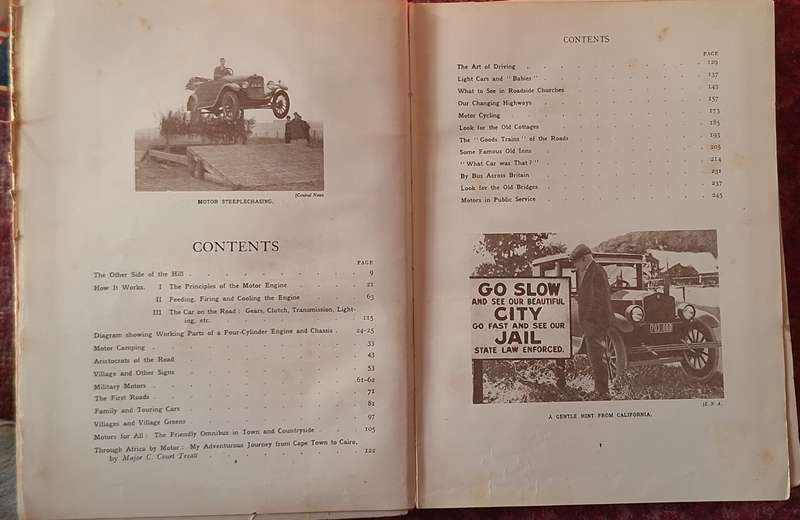 [Central News
MOTOR STEEPLECHASING.
CONTENTS
PAGE
The Other Side of the Hill 9
How It Works. I The Principles of the Motor Engine 21
II Feeding, Firing and Cooling the Engine 63
III The Car on the Road: Gears, Clutch, Transmission, Light-
ing, etc. 115
Diagram showing Working Parts of a Four-Cylinder Engine and Chassis 24-25
Motor Camping 33
Aristocrats of the Road 43
Village and Other Signs 53
Military Motors 61-62
The First Roads 71
Family and Touring Cars 81
Villages and Village Greens 97
Motors for All: The Friendly Omnibus in Town and Countryside 105
Through Africa by Motor: My Adventurous Journey from Cape Town to Cairo,
by Major C. Court Treatt 122
CONTENTS
PAGE
The Art of Driving 129
Light Cars and "Babies" 137
What to See in Roadside Churches 143
Our Changing Highways 157
Motor Cycling 173
Look for the Old Cottages 185
The "Goods Trains" of the Roads 193
Some Famous Old Inns 205
"What Car was That?" 214
By Bus Across Britain 231
Look for the Old Bridges 237
Motors in Public Service 245
GO SLOW
AND SEE OUR BEAUTIFUL
CITY
GO FAST AND SEE OUR
JAIL
STATE LAW ENFORCED.
[E. N. A.
A GENTLE HINT FROM CALIFORNIA.